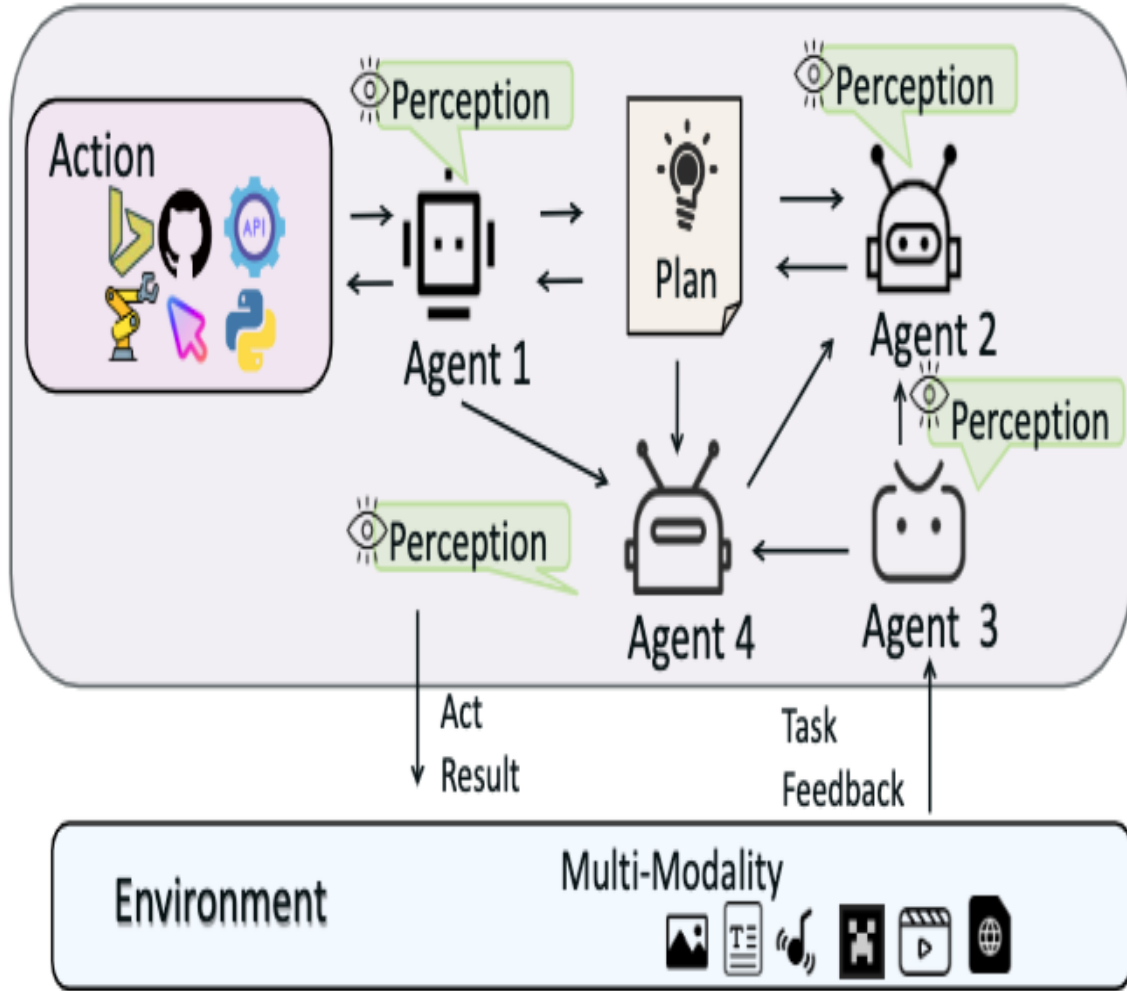 Perception
Perception
Action
API
Plan
Agent 1
Agent 2
Perception
Perception
Agent 4
Agent 3
Act
Result
Task
Feedback
Environment
Multi-Modality
T